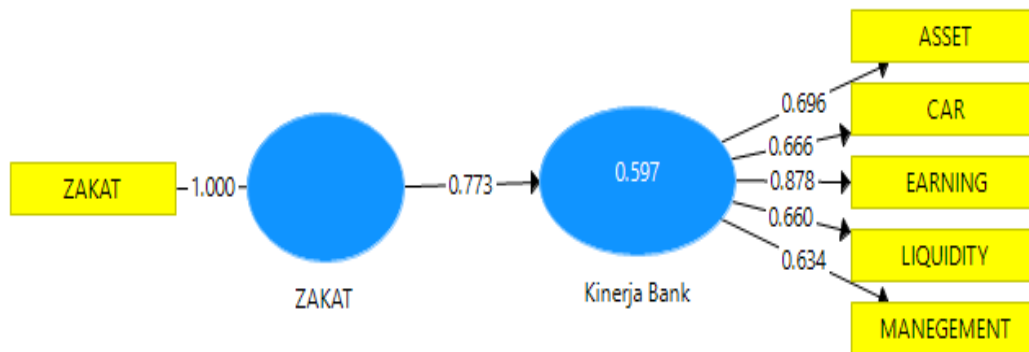 ZAKAT
1.000
ZAKAT
0.773
0.597
Kinerja Bank
0.696
0.666
0.878
0.660
0.634
ASSET
CAR
EARNING
LIQUIDITY
MANEGEMENT